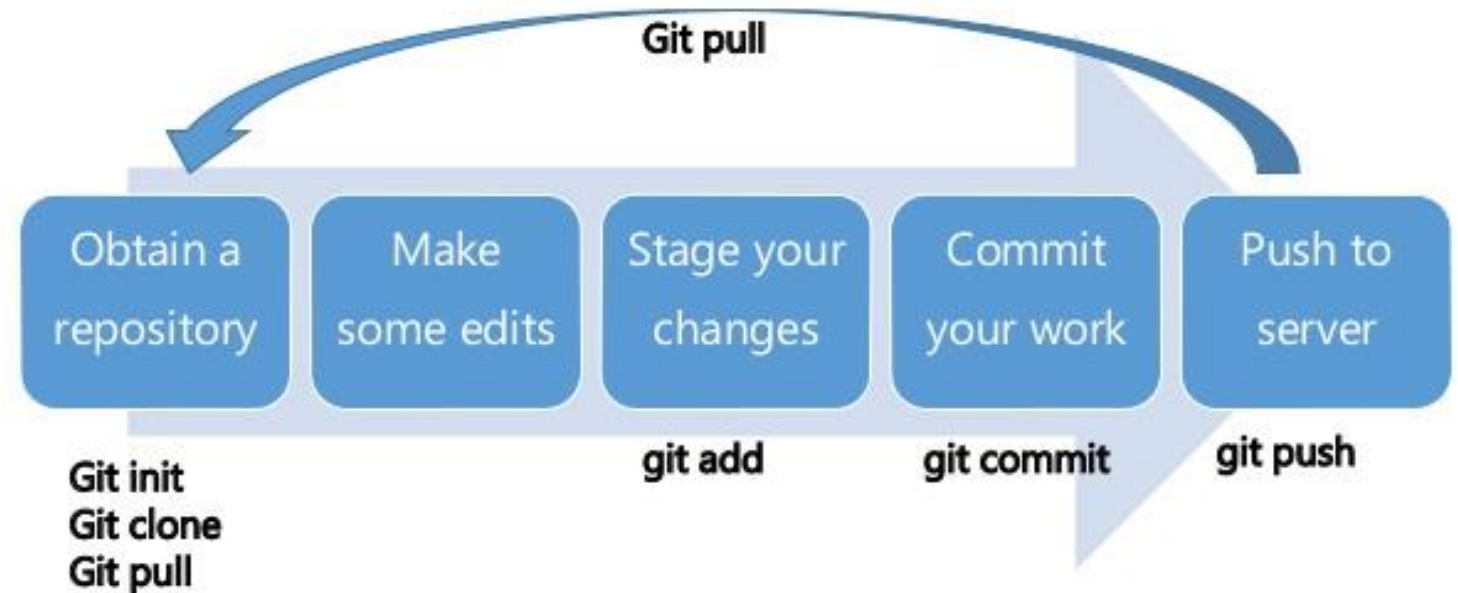 Git pull
Obtain a
repository
Make
some edits
Stage your
changes
Commit
your work
Push to
server
Git init
Git clone
Git pull
git add
git commit
git push